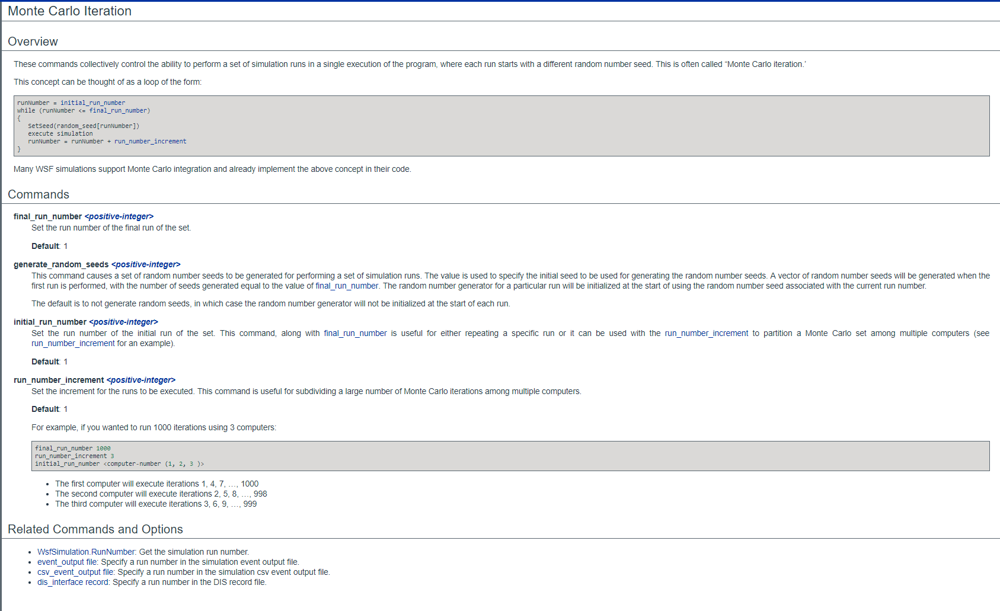 Monte Carlo Iteration
Overview
These commands collectively control the ability to perform a set of simulation runs in a single execution of the program, where each run starts with a different random number seed. This is often called “Monte Carlo iteration.’
This concept can be thought of as a loop of the form:
runNumber = initial_run_number
while (runNumber <= final_run_number)
{
   SetSeed(random_seed[runNumber])
   execute simulation
   runNumber = runNumber + run_number_increment
}
Many WSF simulations support Monte Carlo integration and already implement the above concept in their code.
Commands
final_run_number <positive-integer>
Set the run number of the final run of the set.
Default: 1
generate_random_seeds <positive-integer>
This command causes a set of random number seeds to be generated for performing a set of simulation runs. The value is used to specify the initial seed to be used for generating the random number seeds. A vector of random number seeds will be generated when the
first run is performed, with the number of seeds generated equal to the value of final_run_number. The random number generator for a particular run will be initialized at the start of using the random number seed associated with the current run number.
The default is to not generate random seeds, in which case the random number generator will not be initialized at the start of each run.
initial_run_number <positive-integer>
Set the run number of the initial run of the set. This command, along with final_run_number is useful for either repeating a specific run or it can be used with the run_number_increment to partition a Monte Carlo set among multiple computers (see
run_number_increment for an example).
Default: 1
run_number_increment <positive-integer>
Set the increment for the runs to be executed. This command is useful for subdividing a large number of Monte Carlo iterations among multiple computers.
Default: 1
For example, if you wanted to run 1000 iterations using 3 computers:
final_run_number 1000
run_number_increment 3
initial_run_number <computer-number (1, 2, 3 )>
• The first computer will execute iterations 1, 4, 7, …, 1000
• The second computer will execute iterations 2, 5, 8, …, 998
• The third computer will execute iterations 3, 6, 9, …, 999
Related Commands and Options
• WsfSimulation.RunNumber: Get the simulation run number.
• event_output file: Specify a run number in the simulation event output file.
• csv_event_output file: Specify a run number in the simulation csv event output file.
• dis_interface record: Specify a run number in the DIS record file.